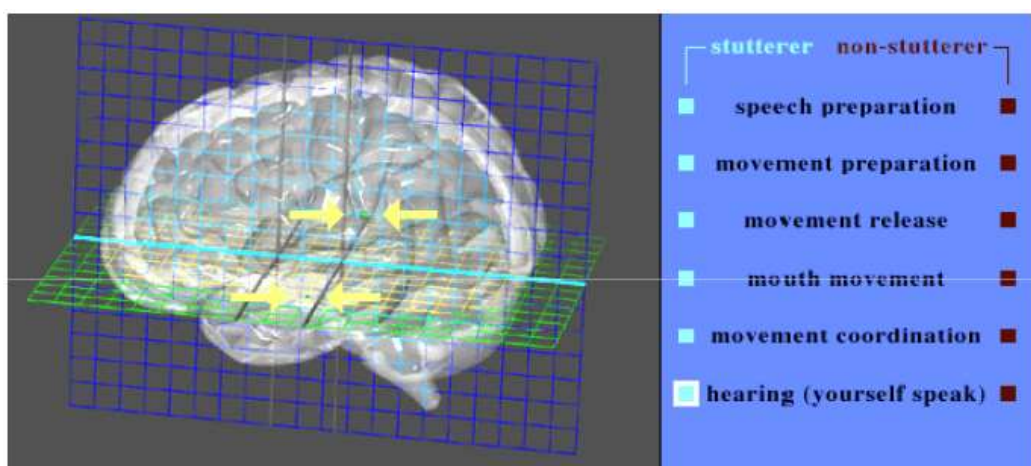 stutterer non-stutterer
speech preparation
movement preparation
movement release
mouth movement
movement coordination
hearing (yourself speak)